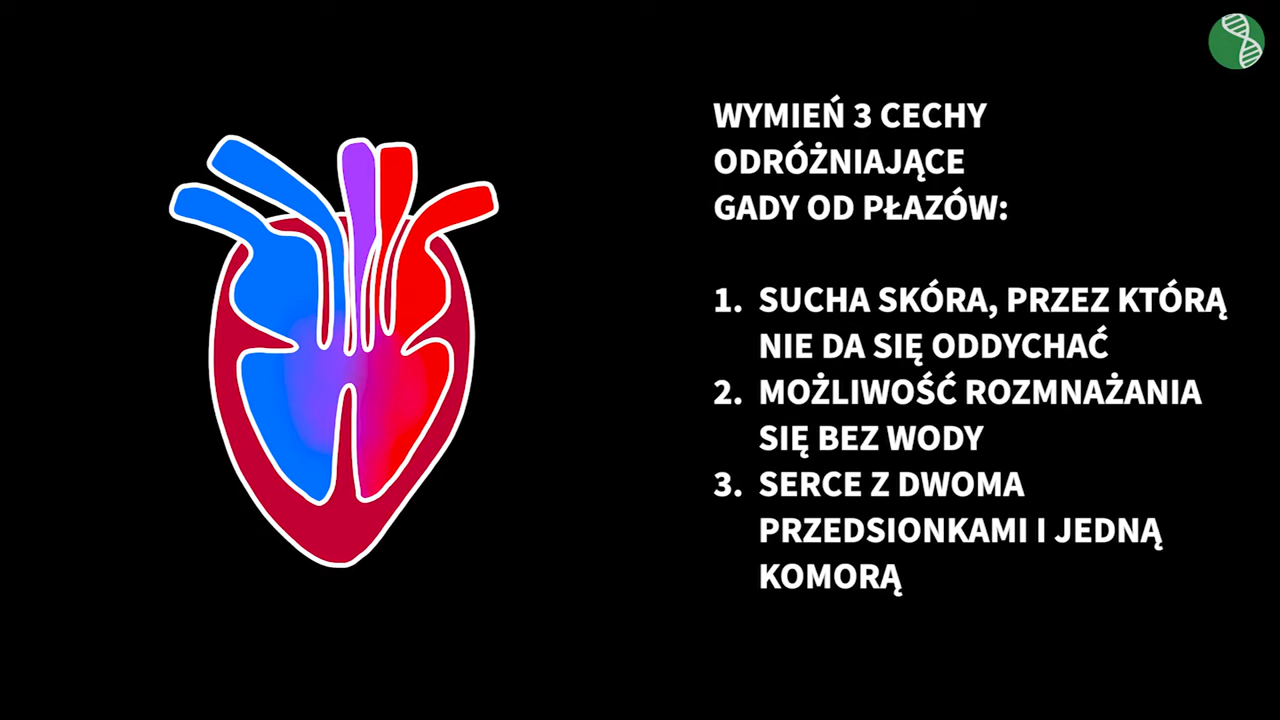 WYMIEŃ 3 CECHY
ODRÓŻNIAJĄCE
GADY OD PŁAZÓW:
1. SUCHA SKÓRA, PRZEZ KTÓRĄ
NIE DA SIĘ ODDYCHAĆ
2. MOŻLIWOŚĆ ROZMNAŻANIA
SIĘ BEZ WODY
3. SERCE Z DWOMA
PRZEDSIONKAMI I JEDNĄ
KOMORĄ